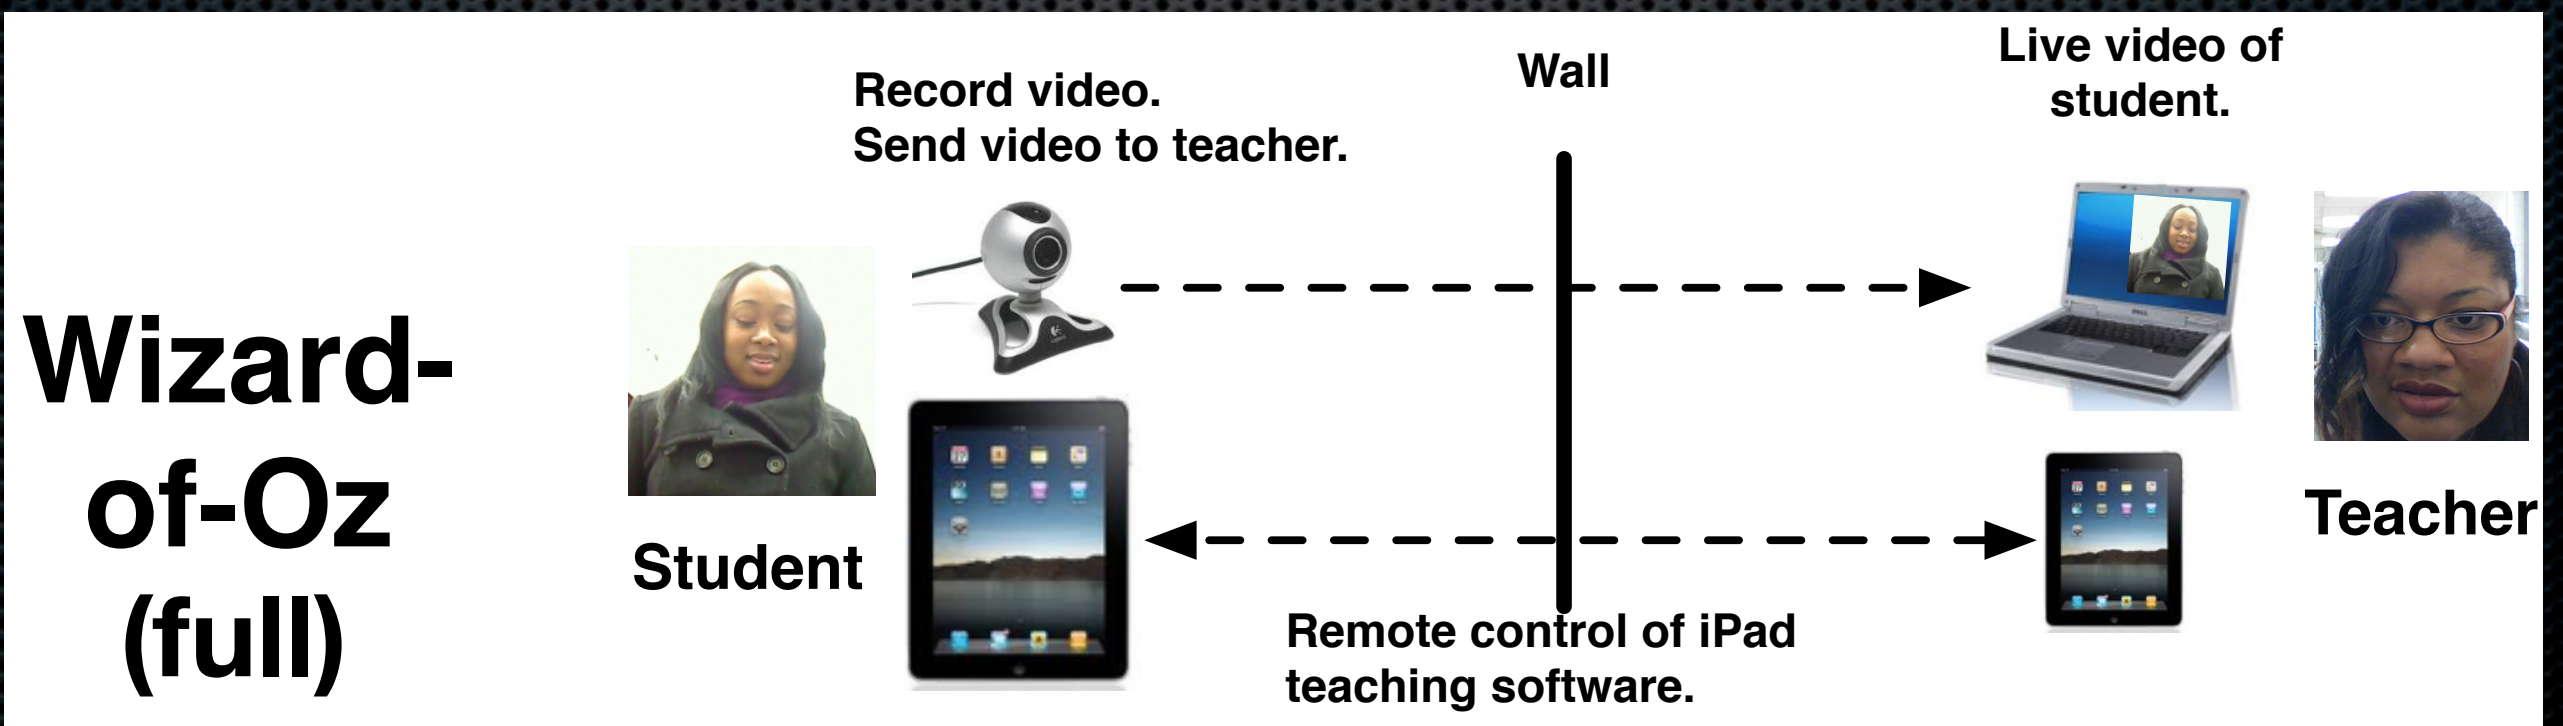 Wizard-
of-Oz
(full)
Record video.
Send video to teacher.
Student
Wall
Remote control of iPad
teaching software.
Live video of
student.
DELL
Teacher